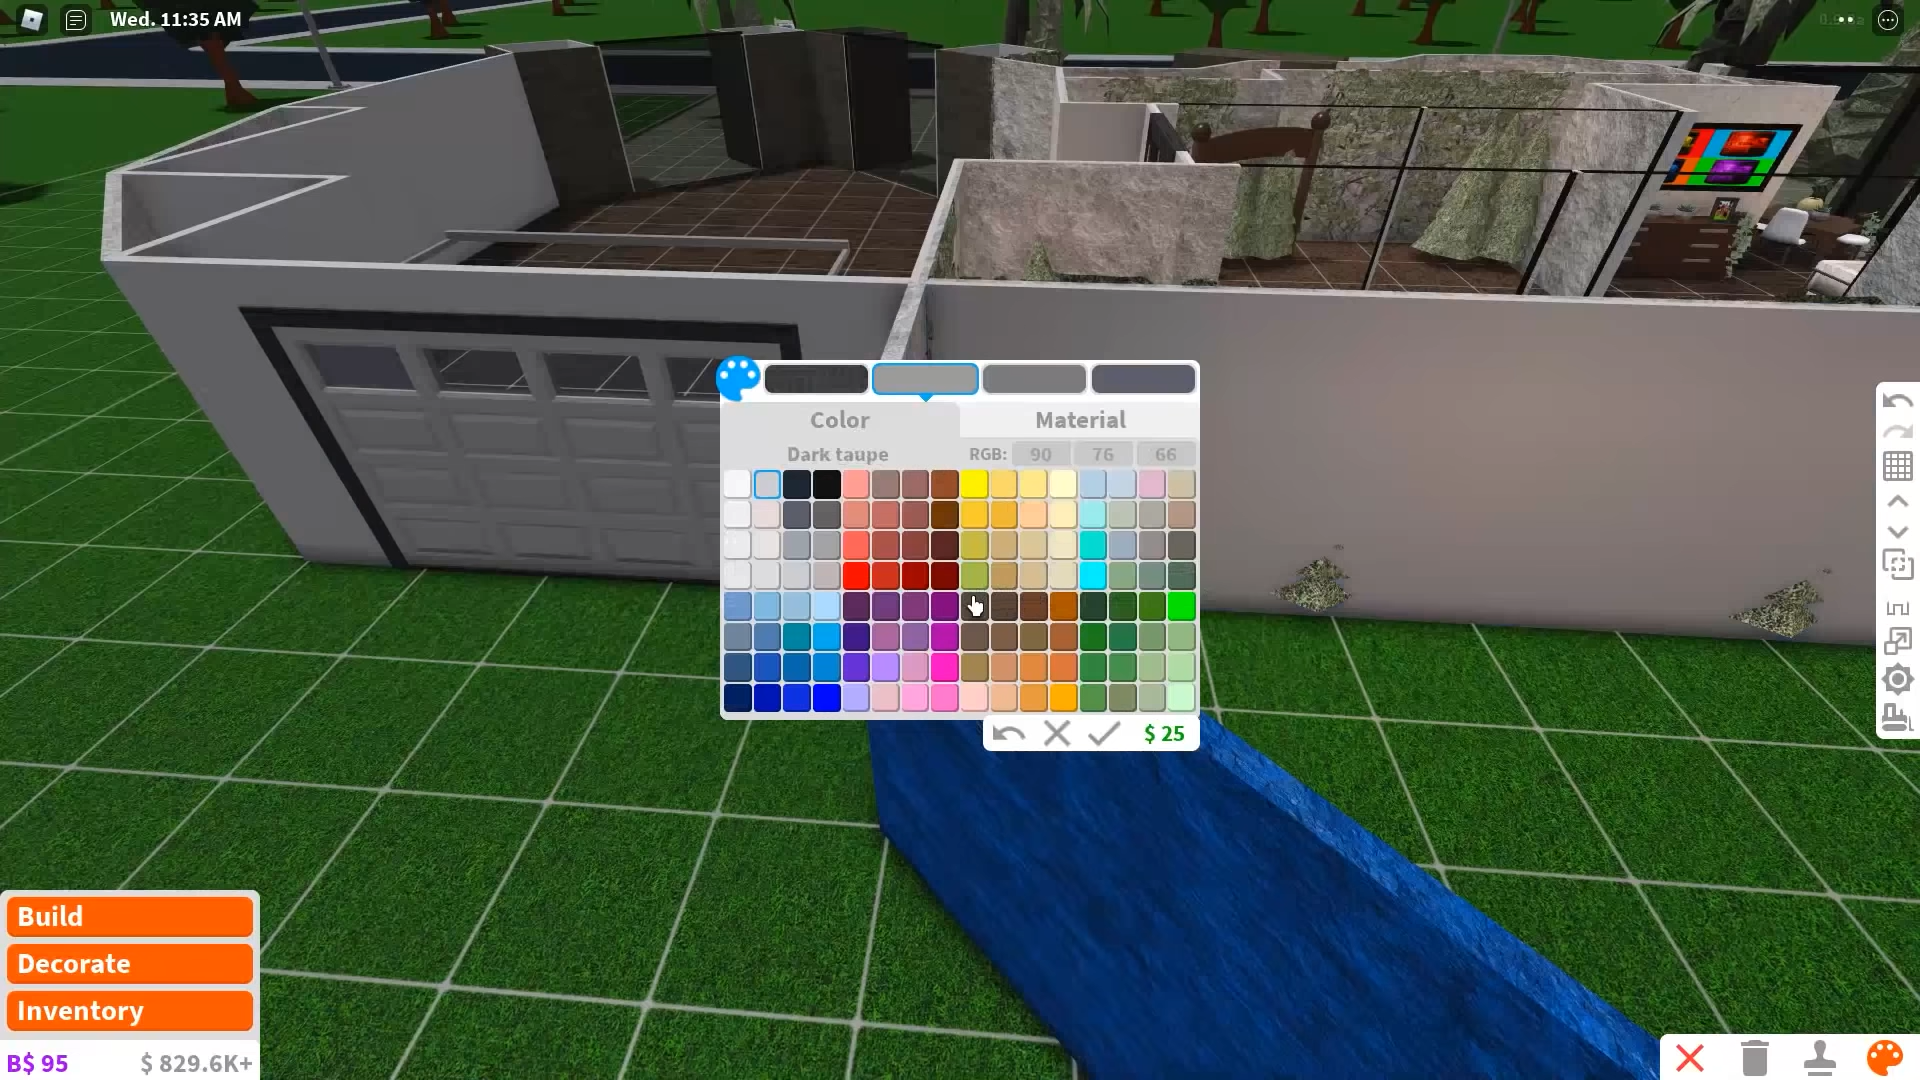 Wed. 11:35 AM
Color
Material
Dark taupe
RGB: 90 76 66
$ 25
Build
Decorate
Inventory
B$ 95
$ 829.6K+